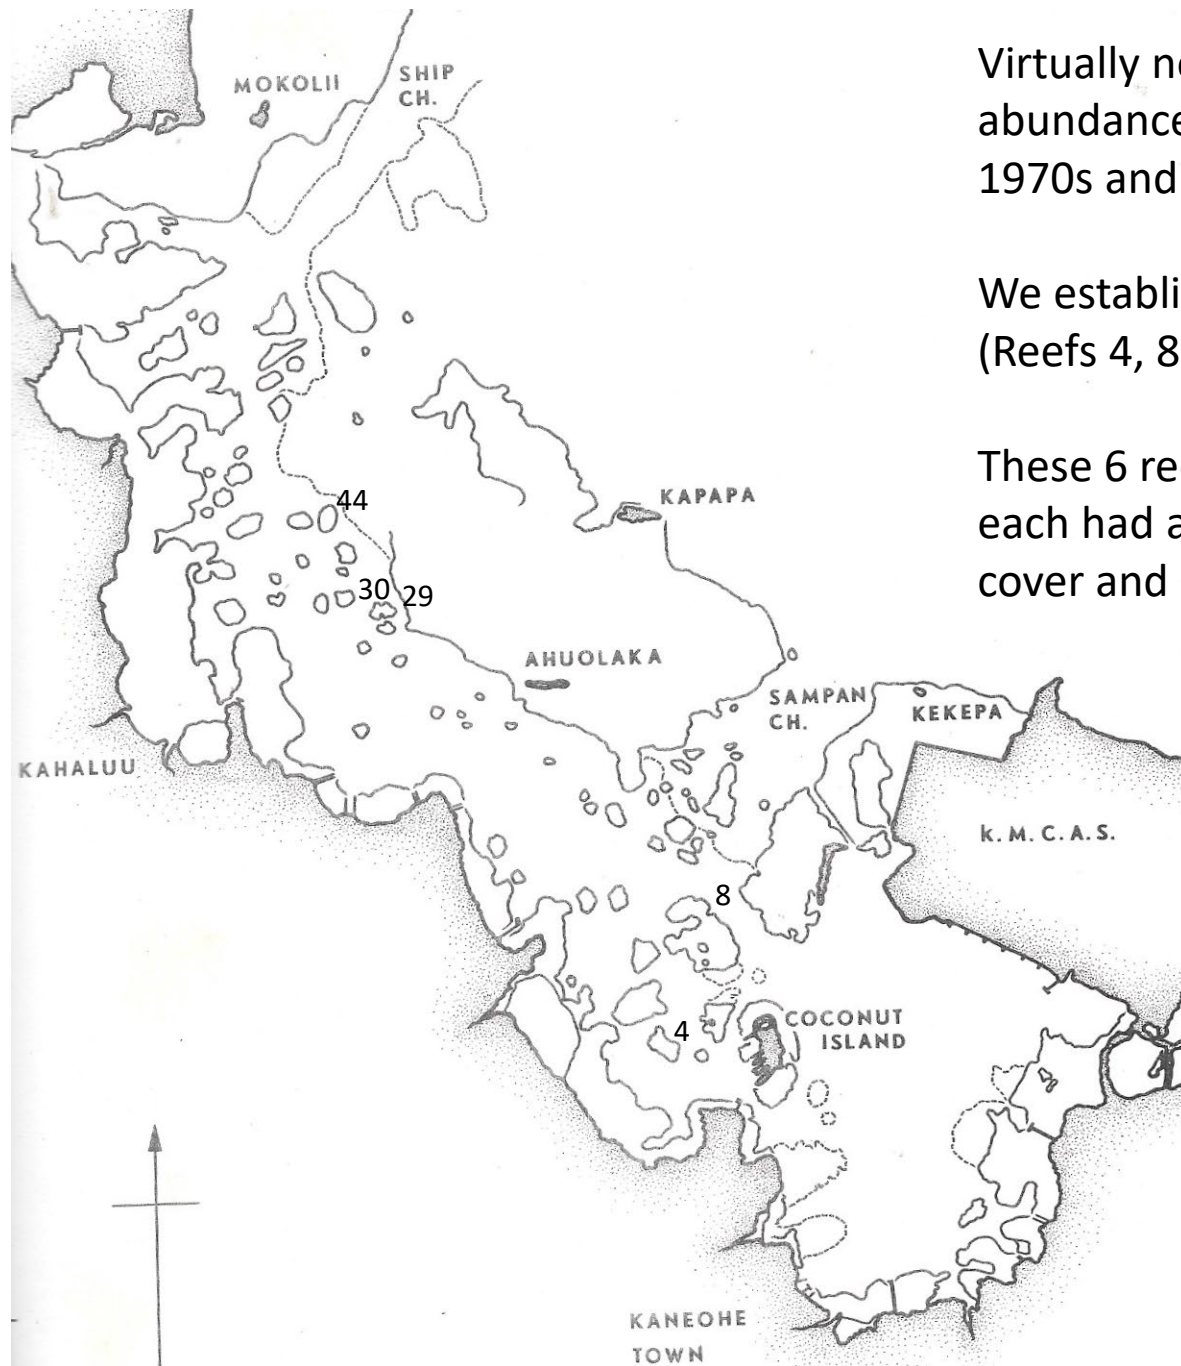 MOKOLII
SHIP
CH.
Virtually n
abundance
1970s and
We establi
(Reefs 4, 8
These 6 re
each had a
cover and
KAPAPA
44
30 29
AHUOLAKA
SAMPAN
CH.
KEKEPA
KAHALUU
K.M.C.A.S.
8
4
COCONUT
ISLAND
KANEOHE
TOWN